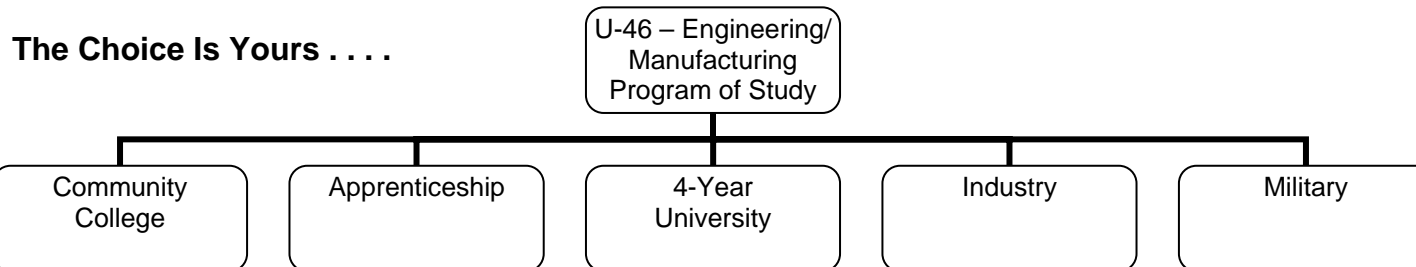 The Choice Is Yours . . . .
U-46 – Engineering/
Manufacturing
Program of Study
Community
College
Apprenticeship
4-Year
University
Industry
Military